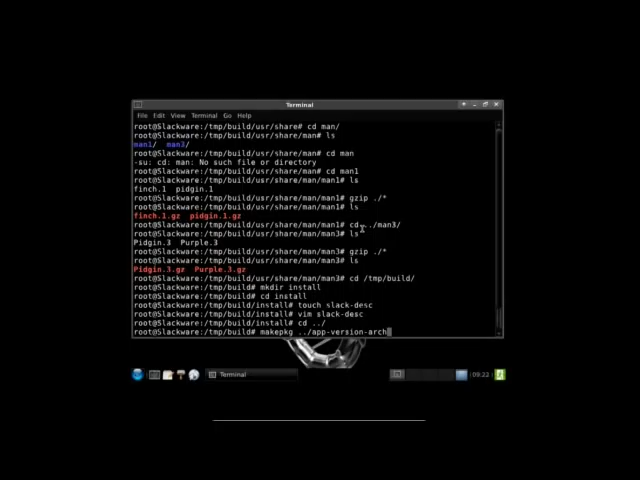 Terminal
File Edit View Terminal Go Help
root@Slackware:/tmp/build/usr/share# cd man/
root@Slackware:/tmp/build/usr/share/man# ls
man1/ man3/
root@Slackware:/tmp/build/usr/share/man# cd man
-su: cd: man: No such file or directory
root@Slackware:/tmp/build/usr/share/man# cd man1
root@Slackware:/tmp/build/usr/share/man/man1# ls
finch.1 pidgin.1
root@Slackware:/tmp/build/usr/share/man/man1# gzip ./*
root@Slackware:/tmp/build/usr/share/man/man1# ls
finch.1.gz pidgin.1.gz
root@Slackware:/tmp/build/usr/share/man/man1# cd ../man3/
root@Slackware:/tmp/build/usr/share/man/man3# ls
Pidgin.3 Purple.3
root@Slackware:/tmp/build/usr/share/man/man3# gzip ./*
root@Slackware:/tmp/build/usr/share/man/man3# ls
Pidgin.3.gz Purple.3.gz
root@Slackware:/tmp/build/usr/share/man/man3# cd /tmp/build/
root@Slackware:/tmp/build# mkdir install
root@Slackware:/tmp/build# cd install
root@Slackware:/tmp/build/install# touch slack-desc
root@Slackware:/tmp/build/install# vim slack-desc
root@Slackware:/tmp/build/install# cd ../
root@Slackware:/tmp/build# makepkg ../app-version-arch
Terminal
09:22